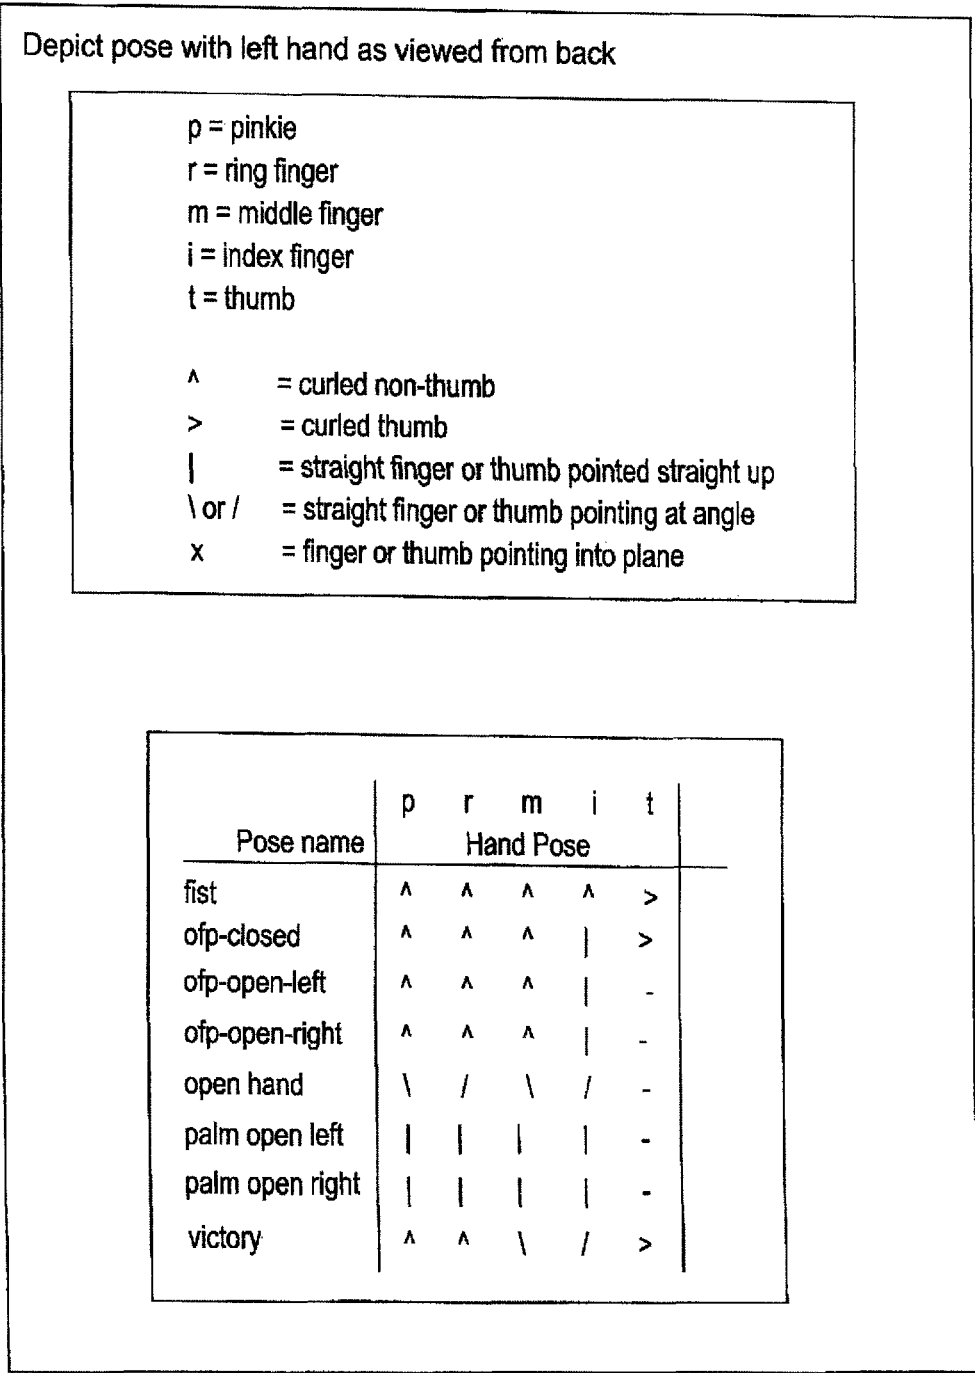 Depict pose with left hand as viewed from back
p = pinkie
r = ring finger
m = middle finger
i = index finger
t = thumb
^ = curled non-thumb
> = curled thumb
| = straight finger or thumb pointed straight up
\ or / = straight finger or thumb pointing at angle
x = finger or thumb pointing into plane
p r m i t
Pose name Hand Pose
fist ^ ^ ^ ^ >
ofp-closed ^ ^ ^ | >
ofp-open-left ^ ^ ^ | -
ofp-open-right ^ ^ ^ | -
open hand \ / \ / -
palm open left | | | | -
palm open right | | | | -
victory ^ ^ \ / >